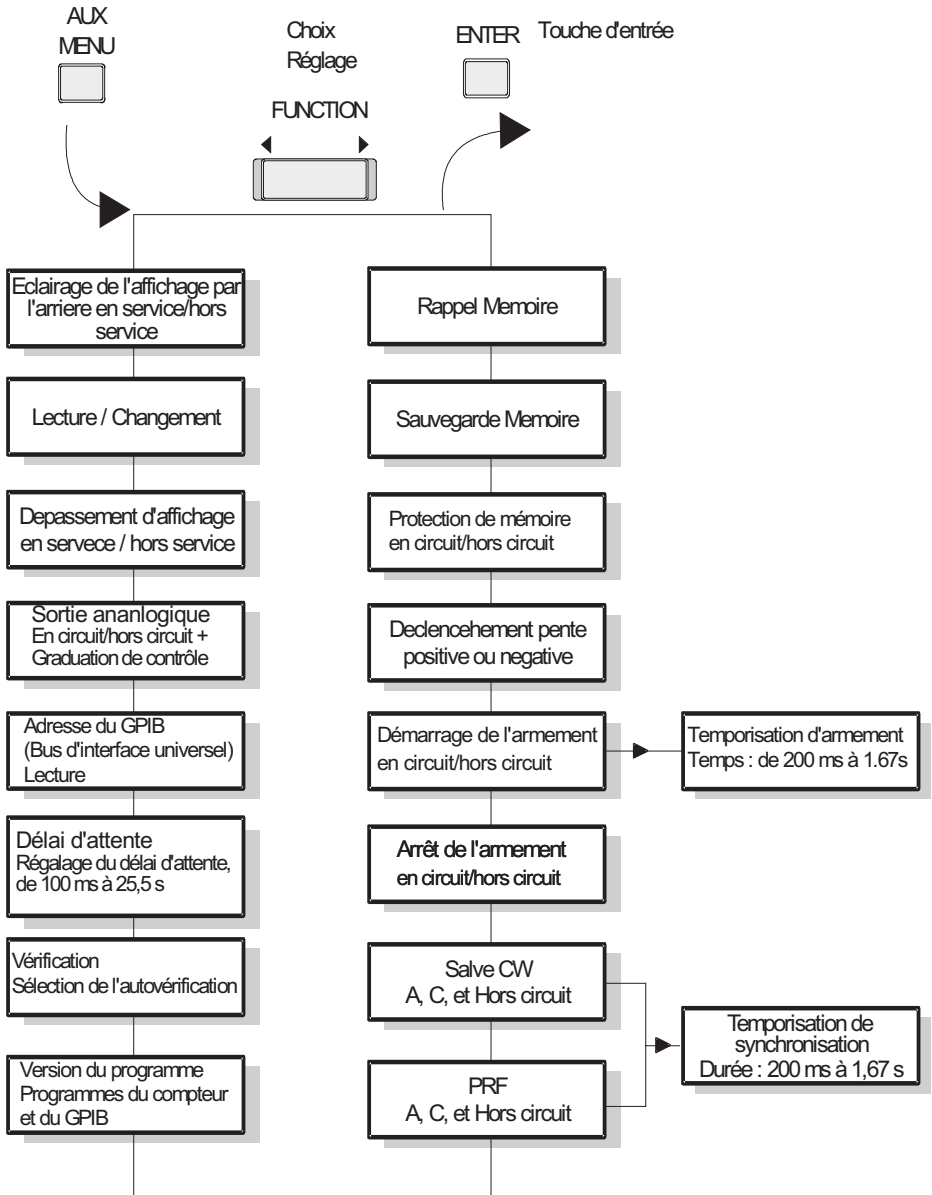 AUX
MENU
Choix
Réglage
FUNCTION
ENTER
Touche d'entrée
Eclairage de l'affichage par
l'arriere en service/hors
service
Lecture / Changement
Depassement d'affichage
en servece / hors service
Sortie ananlogique
En circuit/hors circuit +
Graduation de contrôle
Adresse du GPIB
(Bus d'interface universel)
Lecture
Délai d'attente
Régalage du délai d'attente,
de 100 ms à 25,5 s
Vérification
Sélection de l'autovérification
Version du programme
Programmes du compteur
et du GPIB
Rappel Memoire
Sauvegarde Memoire
Protection de mémoire
en circuit/hors circuit
Declencehement pente
positive ou negative
Démarrage de l'armement
en circuit/hors circuit
Temporisation d'armement
Temps : de 200 ms à 1.67s
Arrêt de l'armement
en circuit/hors circuit
Salve CW
A, C, et Hors circuit
PRF
A, C, et Hors circuit
Temporisation de
synchronisation
Durée : 200 ms à 1,67 s